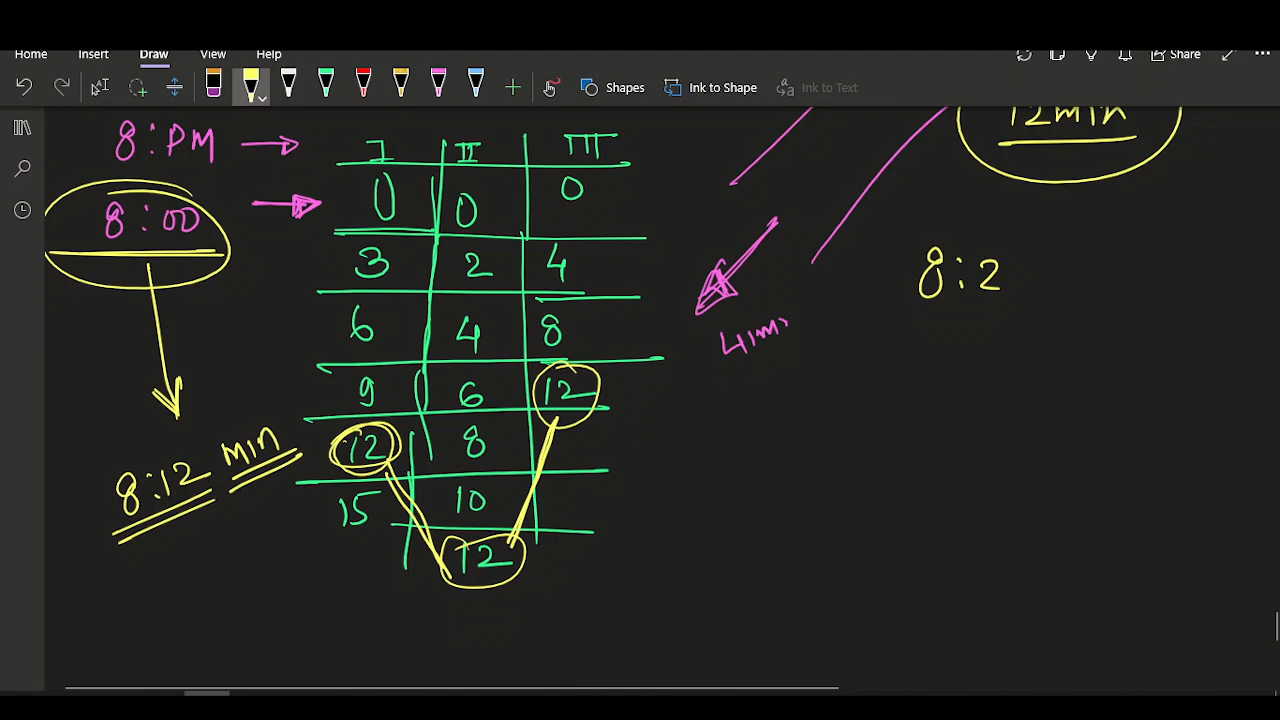 Home Insert Draw View Help Share
Shapes Ink to Shape Ink to Text
12min
8:PM I II III
8:00 0 0 0
3 2 4
8:2
6 4 8
4 min
9 6 12
12 8
8:12 min
15 10
12